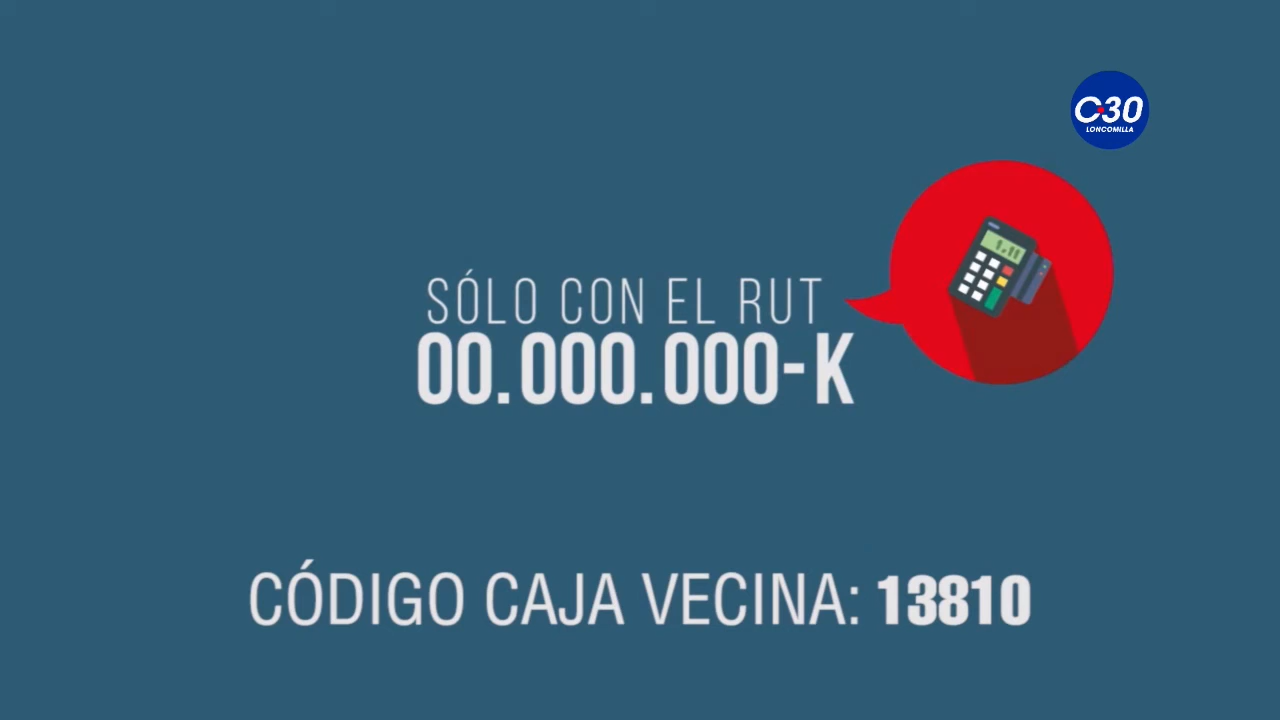 C30
LONCOMILLA
SÓLO CON EL RUT
00.000.000-K
CÓDIGO CAJA VECINA: 13810